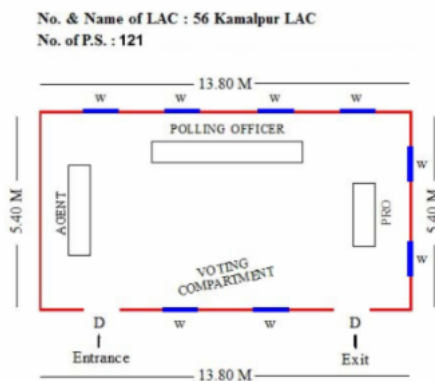 No. & Name of LAC : 56 Kamalpur LAC
No. of P.S. : 121
13.80 M
W W W W
POLLING OFFICER
5.40 M
AGENT
PRO
W
5.40 M
W
VOTING
COMPARTMENT
D W W D
Entrance Exit
13.80 M